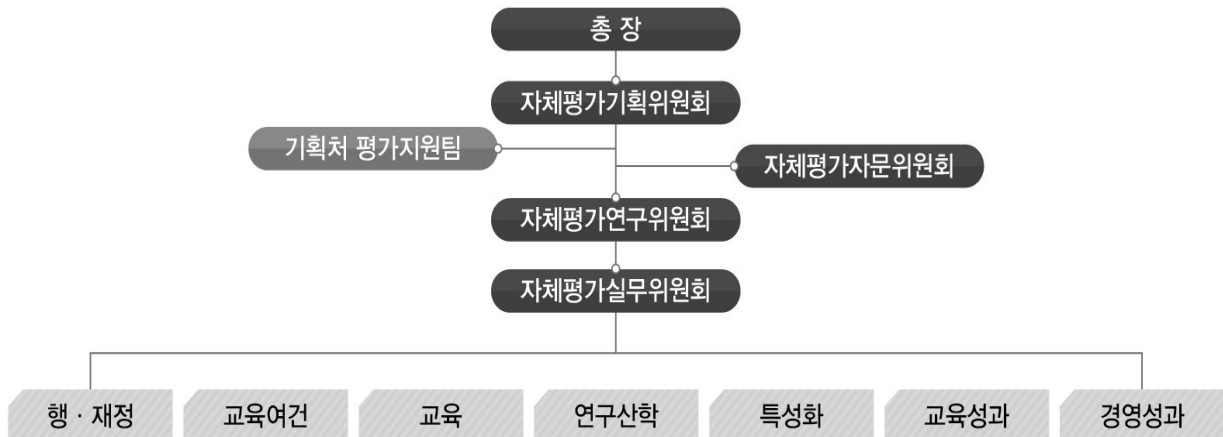 총 장
자체평가기획위원회
기획처 평가지원팀
자체평가자문위원회
자체평가연구위원회
자체평가실무위원회
행 · 재정
교육여건
교육
연구산학
특성화
교육성과
경영성과